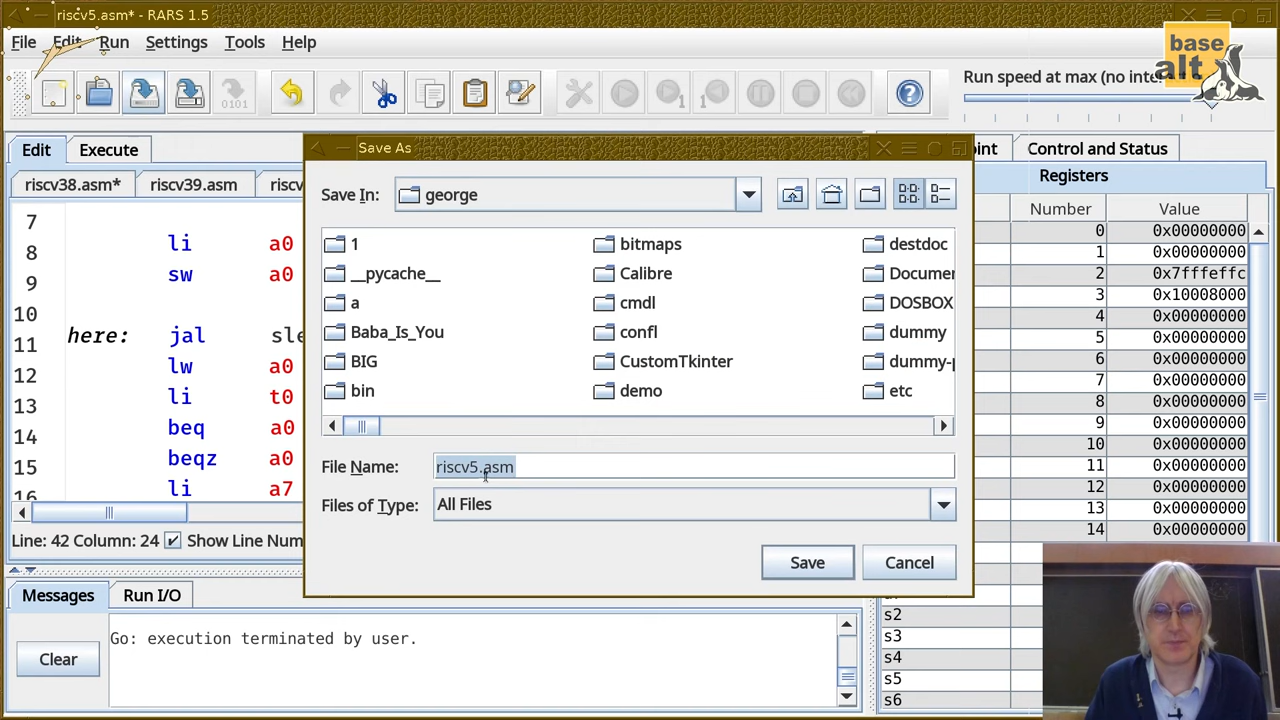 riscv5.asm* - RARS 1.5
File Edit Run Settings Tools Help
base
alt
Run speed at max (no inte
Edit Execute
riscv38.asm* riscv39.asm riscv
7
8 li a0
9 sw a0
10
11 here: jal sle
12 lw a0
13 li t0
14 beq a0
15 beqz a0
16 li a7
Line: 42 Column: 24 Show Line Num
Messages Run I/O
Go: execution terminated by user.
Clear
Save As
Save In: george
1 bitmaps destdoc
__pycache__ Calibre Documen
a cmdl DOSBOX
Baba_Is_You confl dummy
BIG CustomTkinter dummy-p
bin demo etc
File Name: riscv5.asm
Files of Type: All Files
Save Cancel
oint Control and Status
Registers
Number Value
0 0x00000000
1 0x00000000
2 0x7fffeffc
3 0x10008000
4 0x00000000
5 0x00000000
6 0x00000000
7 0x00000000
8 0x00000000
9 0x00000000
10 0x00000000
11 0x00000000
12 0x00000000
13 0x00000000
14 0x00000000
s2
s3
s4
s5
s6